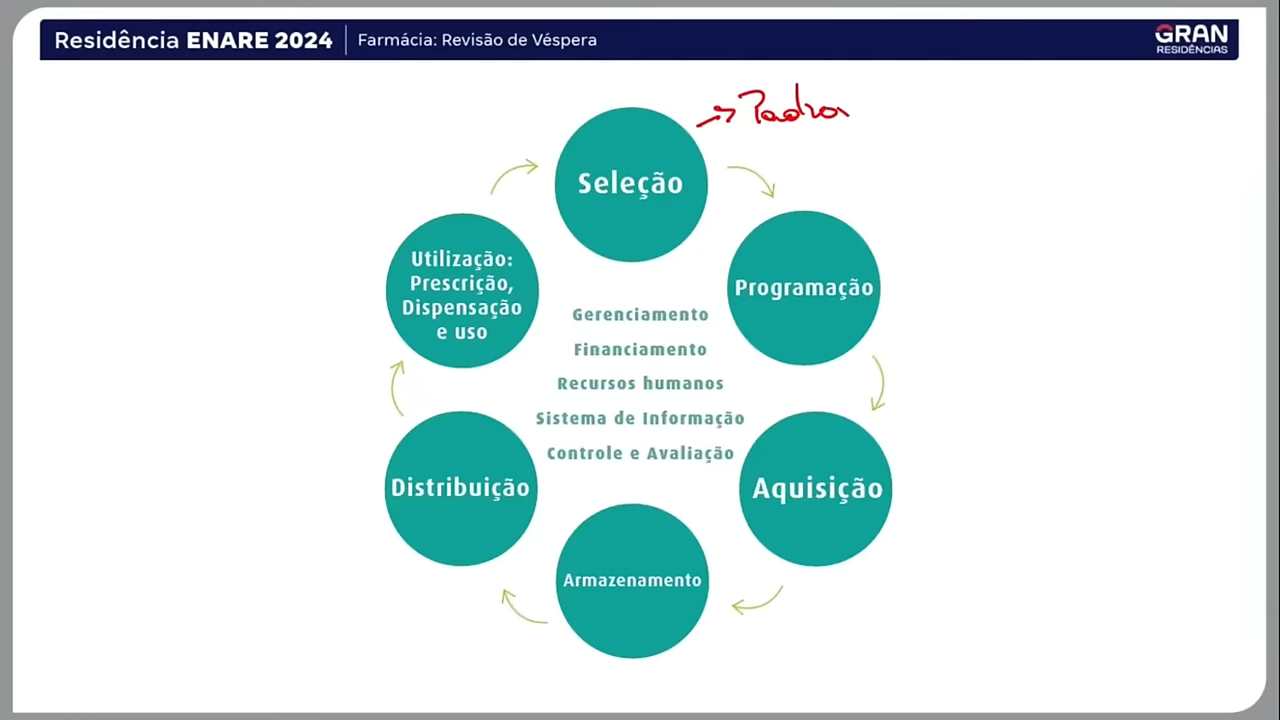 Residência ENARE 2024
Farmácia: Revisão de Véspera
GRAN
RESIDÊNCIAS
Padro
Seleção
Programação
Aquisição
Armazenamento
Distribuição
Utilização:
Prescrição,
Dispensação
e uso
Gerenciamento
Financiamento
Recursos humanos
Sistema de Informação
Controle e Avaliação